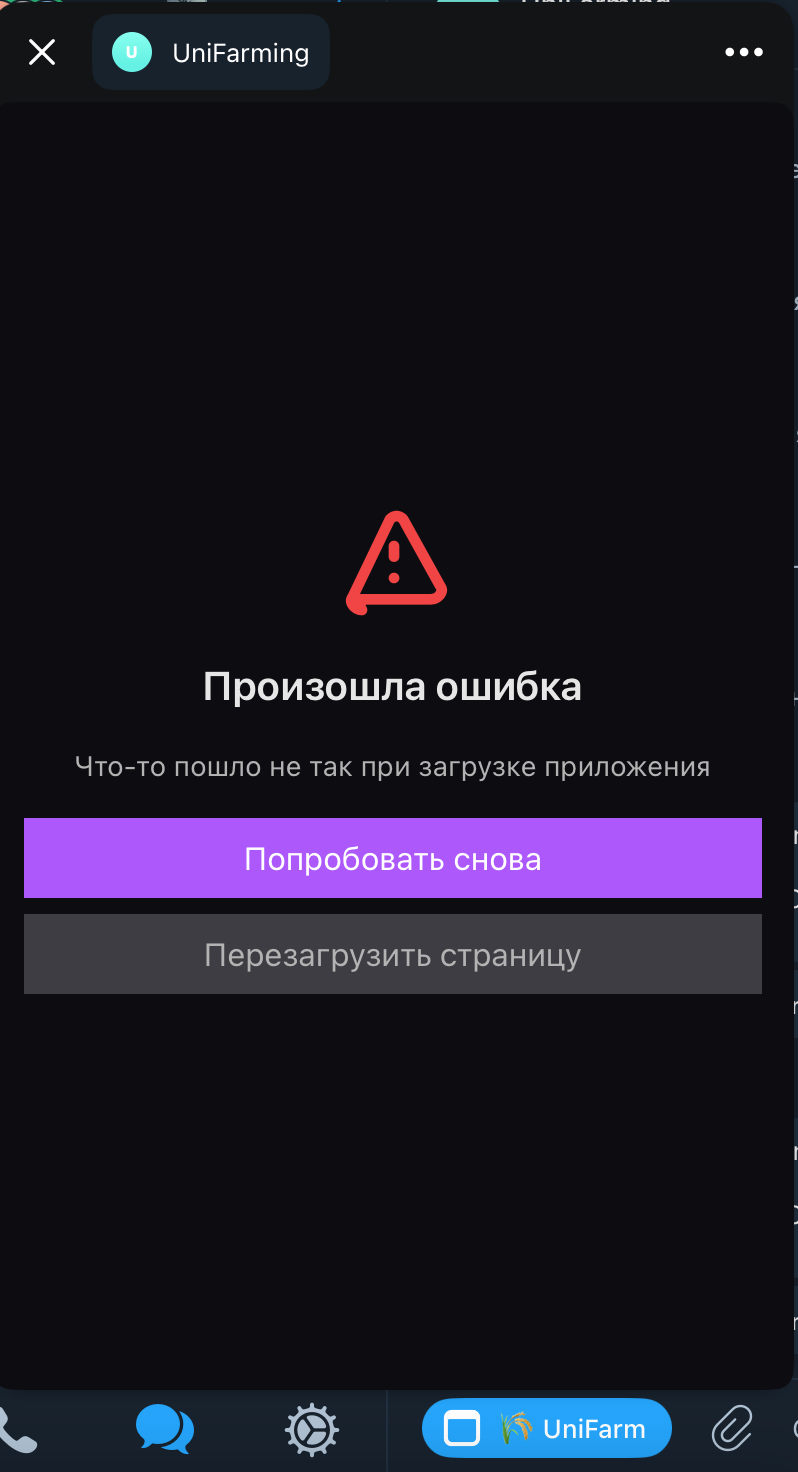 U UniFarming
Произошла ошибка
Что-то пошло не так при загрузке приложения
Попробовать снова
Перезагрузить страницу
UniFarm